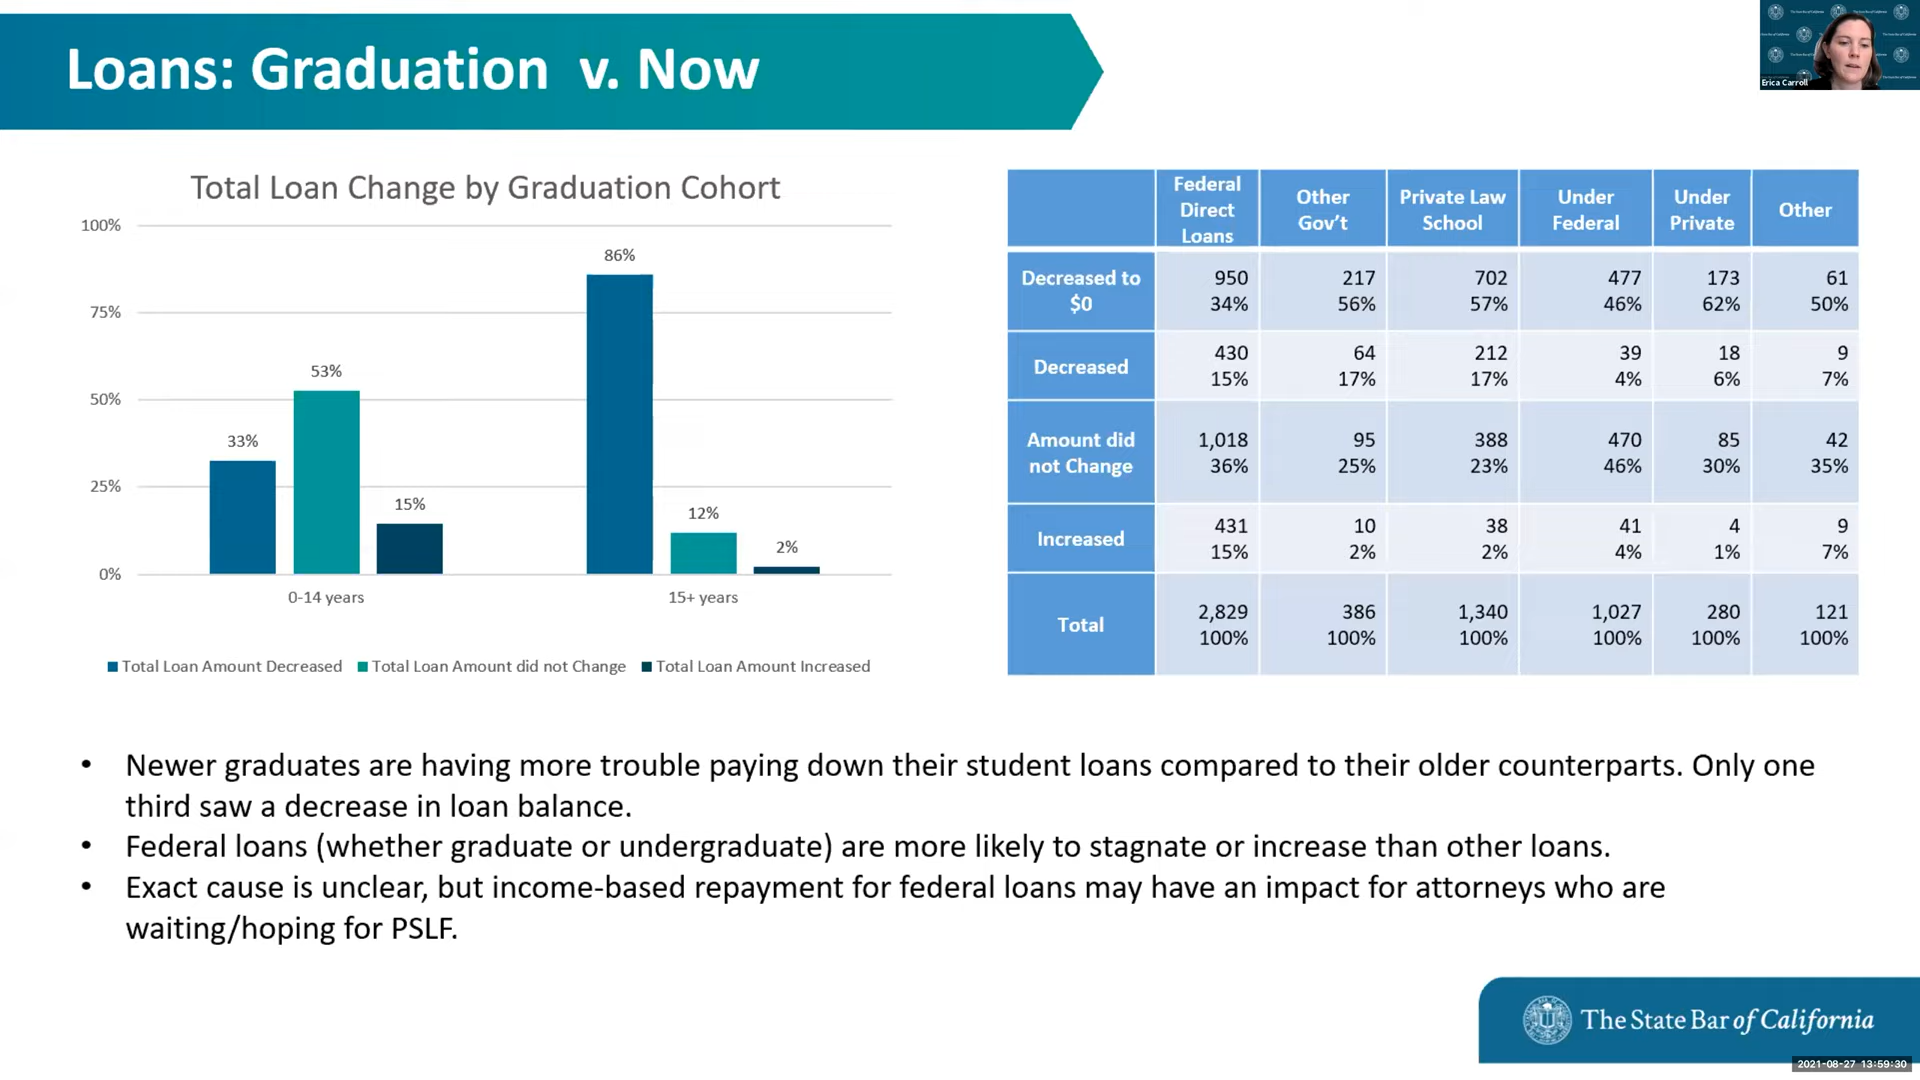 Loans: Graduation v. Now
Erica Carroll
Total Loan Change by Graduation Cohort
100%
75%
50%
25%
0%
33%
53%
15%
86%
12%
2%
0-14 years
15+ years
Total Loan Amount Decreased
Total Loan Amount did not Change
Total Loan Amount Increased
Federal
Direct
Loans
Other
Gov't
Private Law
School
Under
Federal
Under
Private
Other
Decreased to
$0
950 217 702 477 173 61
34% 56% 57% 46% 62% 50%
Decreased
430 64 212 39 18 9
15% 17% 17% 4% 6% 7%
Amount did
not Change
1,018 95 388 470 85 42
36% 25% 23% 46% 30% 35%
Increased
431 10 38 41 4 9
15% 2% 2% 4% 1% 7%
Total
2,829 386 1,340 1,027 280 121
100% 100% 100% 100% 100% 100%
• Newer graduates are having more trouble paying down their student loans compared to their older counterparts. Only one
third saw a decrease in loan balance.
• Federal loans (whether graduate or undergraduate) are more likely to stagnate or increase than other loans.
• Exact cause is unclear, but income-based repayment for federal loans may have an impact for attorneys who are
waiting/hoping for PSLF.
The State Bar of California
2021-08-27 13:59:30